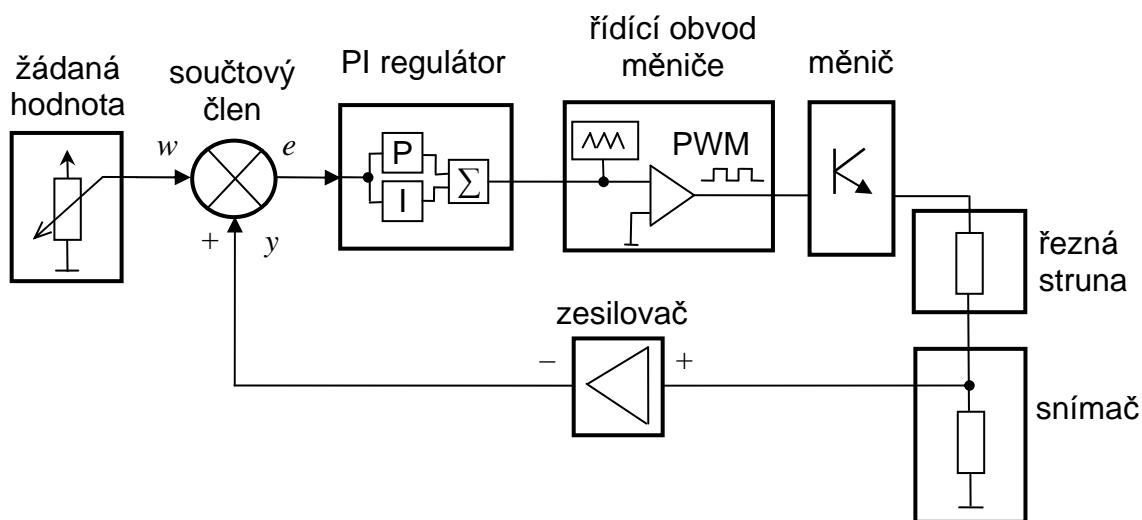 žádaná
hodnota
součtový
člen
PI regulátor
řídící obvod
měniče
měnič
w
e
P
I
Σ
PWM
+
y
řezná
struna
zesilovač
−
+
snímač